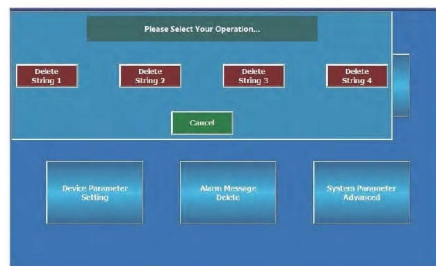 Please Select Your Operation...
Delete String 1
Delete String 2
Delete String 3
Delete String 4
Cancel
Device Parameter Setting
Alarm Message Delete
System Parameter Advanced